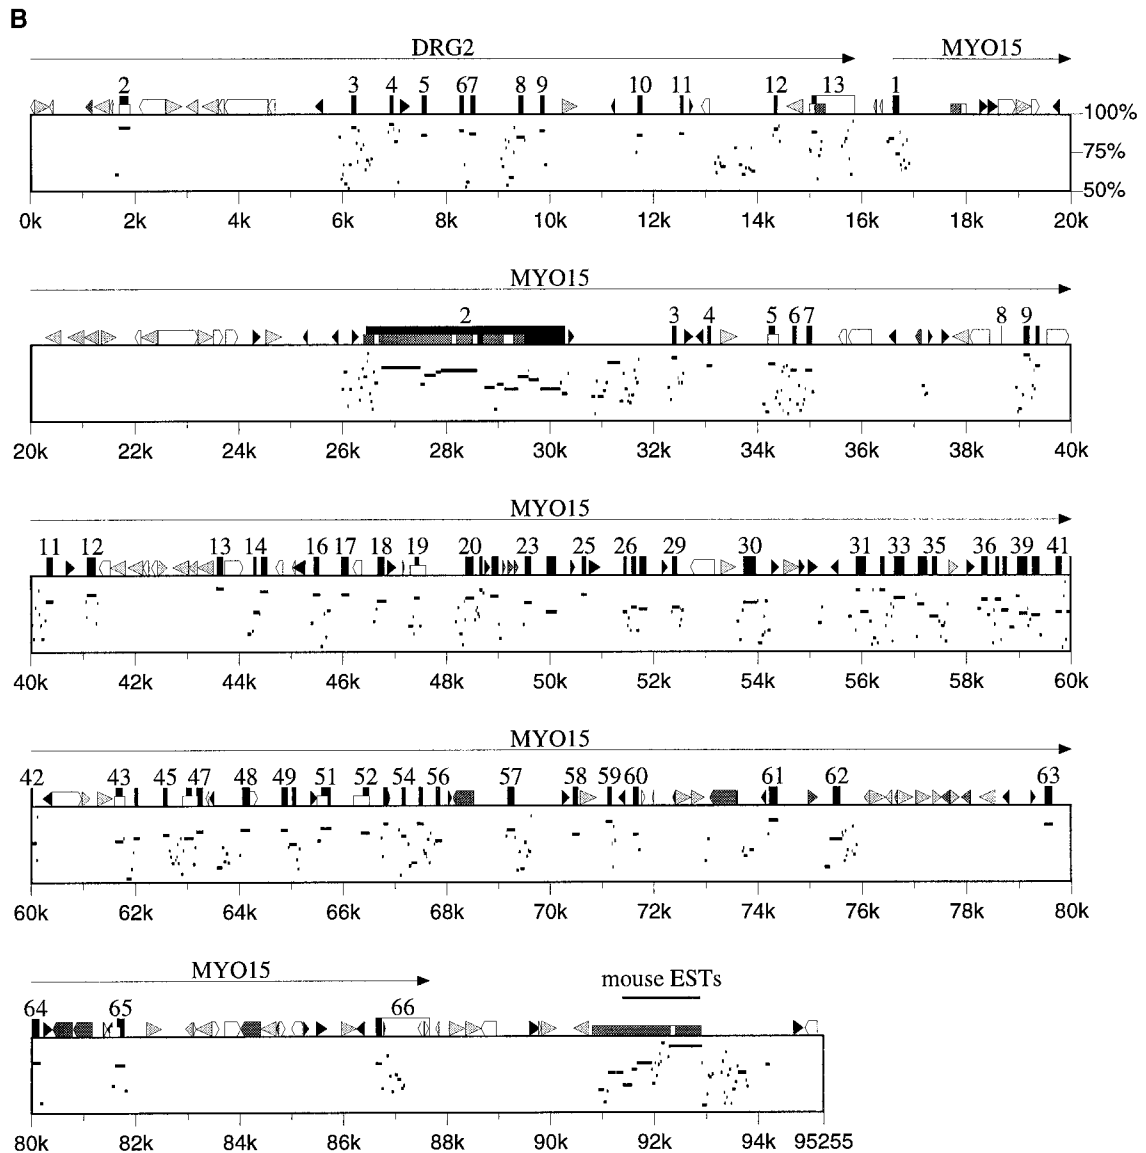 B
DRG2 MYO15
2 3 4 5 6 7 8 9 10 11 12 13 1
100%
75%
50%
0k 2k 4k 6k 8k 10k 12k 14k 16k 18k 20k
MYO15
2 3 4 5 6 7 8 9
20k 22k 24k 26k 28k 30k 32k 34k 36k 38k 40k
MYO15
11 12 13 14 16 17 18 19 20 23 25 26 29 30 31 33 35 36 39 41
40k 42k 44k 46k 48k 50k 52k 54k 56k 58k 60k
MYO15
42 43 45 47 48 49 51 52 54 56 57 58 59 60 61 62 63
60k 62k 64k 66k 68k 70k 72k 74k 76k 78k 80k
MYO15 mouse ESTs
64 65 66
80k 82k 84k 86k 88k 90k 92k 94k 95255